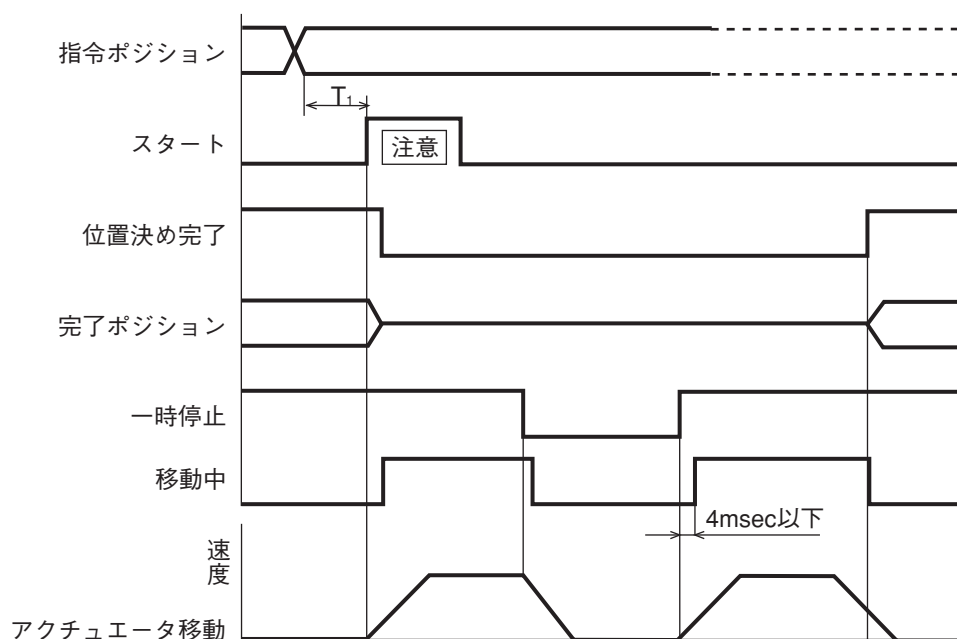 指令ポジション
T₁
スタート
注意
位置決め完了
完了ポジション
一時停止
移動中
4msec以下
速度
アクチュエータ移動